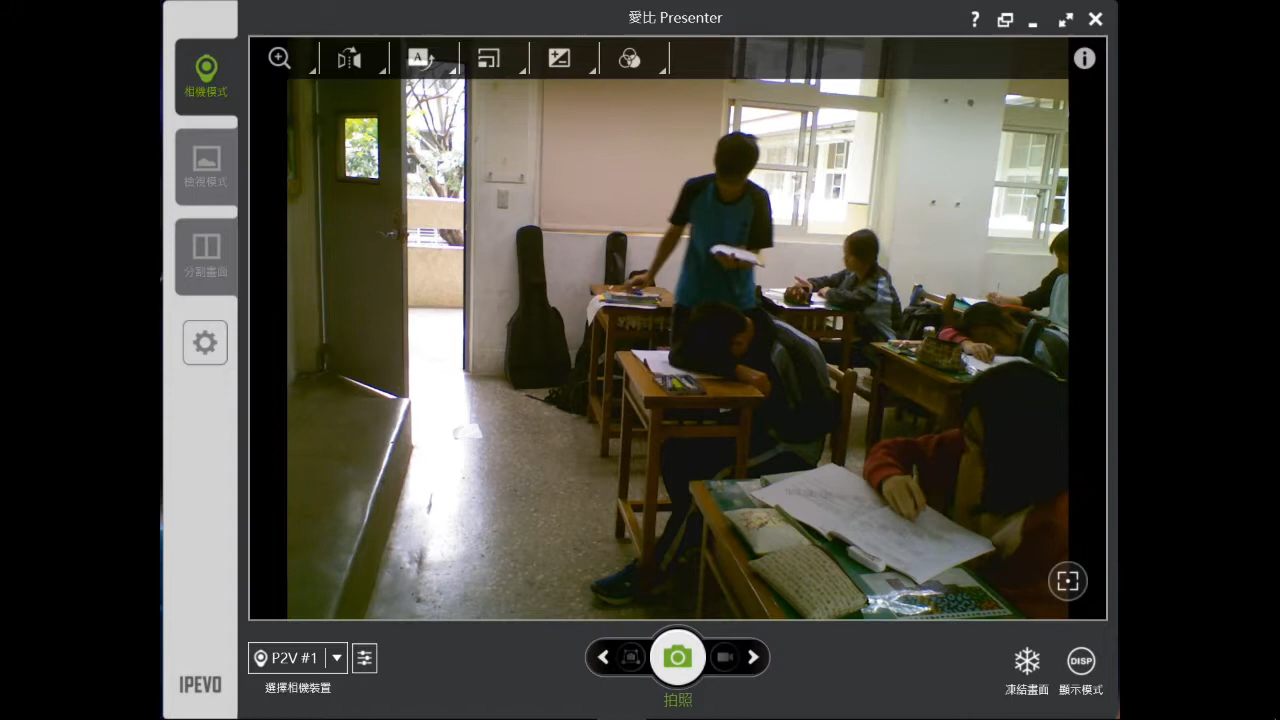 愛比 Presenter
?
相機模式
A
檢視模式
分割畫面
P2V #1
選擇相機裝置
拍照
DISP
凍結畫面
顯示模式
IPEVO